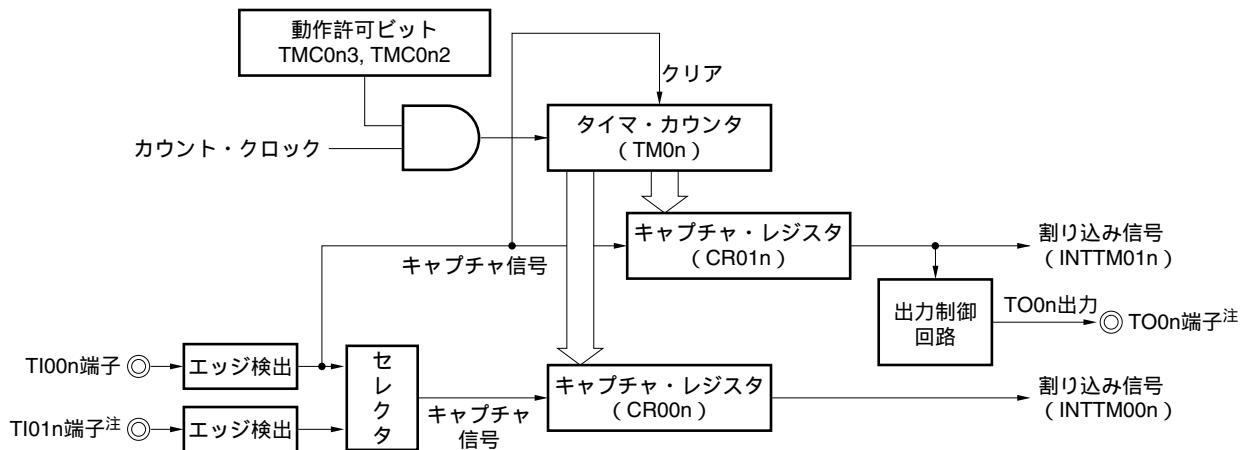 動作許可ビット
TMC0n3, TMC0n2
クリア
カウント・クロック
タイマ・カウンタ
(TM0n)
キャプチャ信号
キャプチャ・レジスタ
(CR01n)
割り込み信号
(INTTM01n)
出力制御
回路
TO0n出力
TO0n端子注
TI00n端子
エッジ検出
セレクタ
キャプチャ・レジスタ
(CR00n)
割り込み信号
(INTTM00n)
TI01n端子注
エッジ検出
キャプチャ
信号